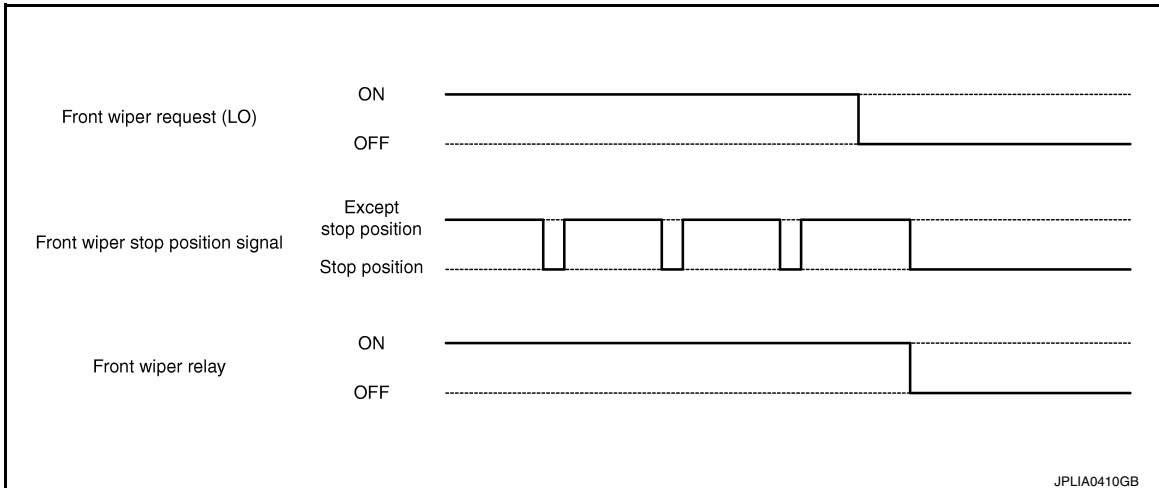 ON
Front wiper request (LO)
OFF
Except
stop position
Front wiper stop position signal
Stop position
ON
Front wiper relay
OFF
JPLIA0410GB